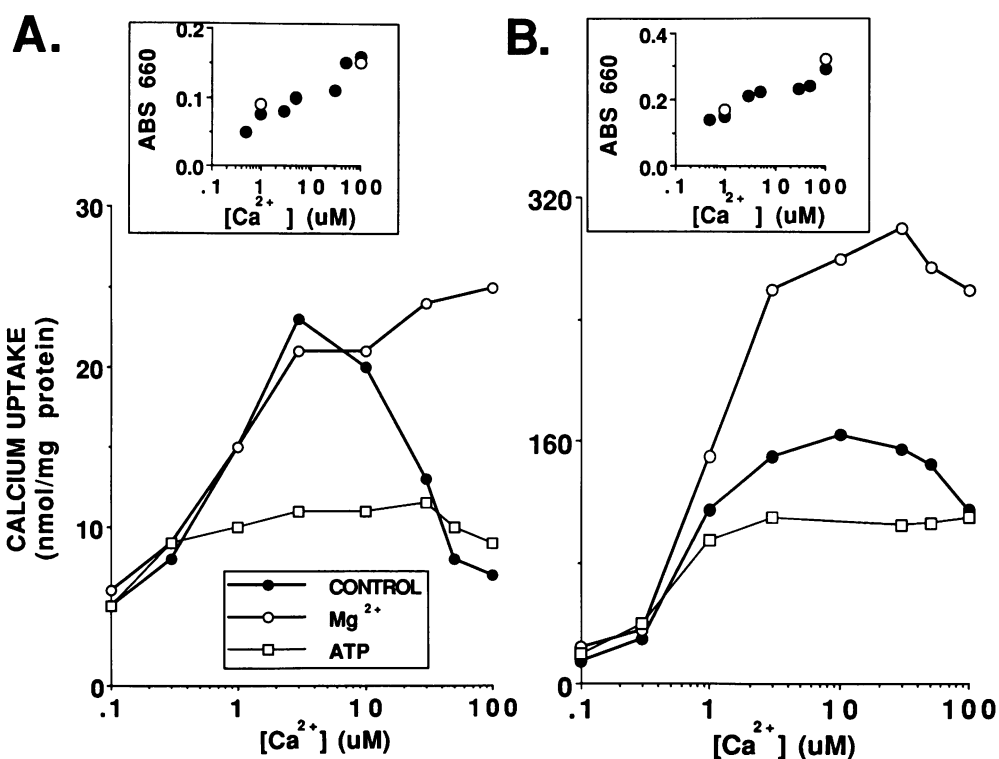 A.
0.2
0.1
0.0
ABS 660
.1 1 10 100
[Ca2+ ] (uM)
30
20
10
0
CALCIUM UPTAKE
(nmol/mg protein)
CONTROL
Mg2+
ATP
.1 1 10 100
[Ca2+] (uM)
B.
0.4
0.2
0.0
ABS 660
.1 1 10 100
[Ca2+ ] (uM)
320
160
0
.1 1 10 100
[Ca2+] (uM)